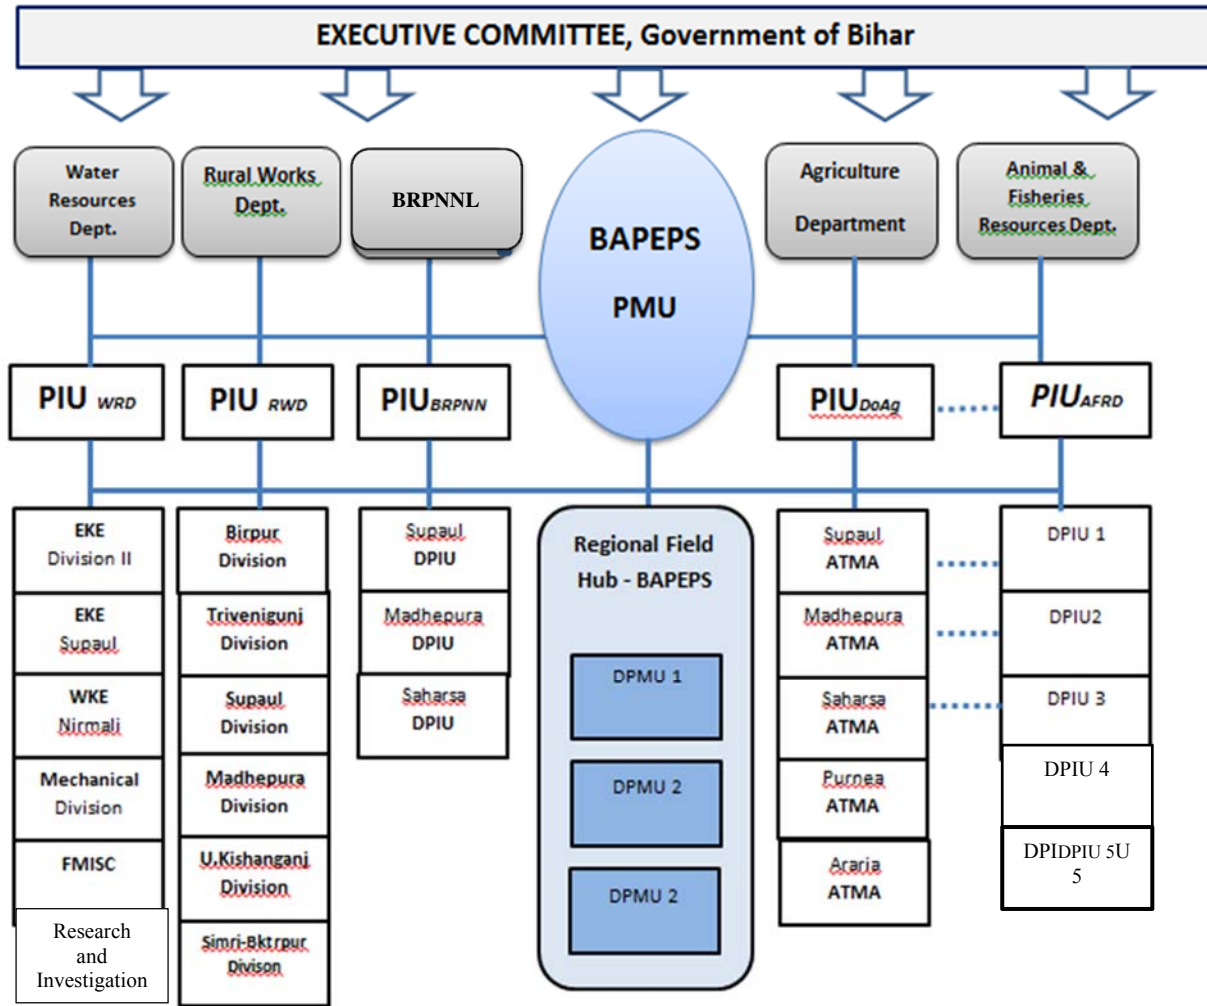 EXECUTIVE COMMITTEE, Government of Bihar
Water
Resources
Dept.
Rural Works
Dept.
BRPNNL
BAPEPS
PMU
Agriculture
Department
Animal &
Fisheries
Resources Dept.
PIU WRD
PIU RWD
PIUBRPNN
PIUDoAg
PIUAFRD
EKE
Division II
EKE
Supaul
WKE
Nirmali
Mechanical
Division
FMISC
Research
and
Investigation
Birpur
Division
Trivenigunj
Division
Supaul
Division
Madhepura
Division
U.Kishanganj
Division
Simri-Bktrpur
Divison
Supaul
DPIU
Madhepura
DPIU
Saharsa
DPIU
Regional Field
Hub - BAPEPS
DPMU 1
DPMU 2
DPMU 2
Supaul
ATMA
Madhepura
ATMA
Saharsa
ATMA
Purnea
ATMA
Araria
ATMA
DPIU 1
DPIU2
DPIU 3
DPIU 4
DPIDPIU 5U
5